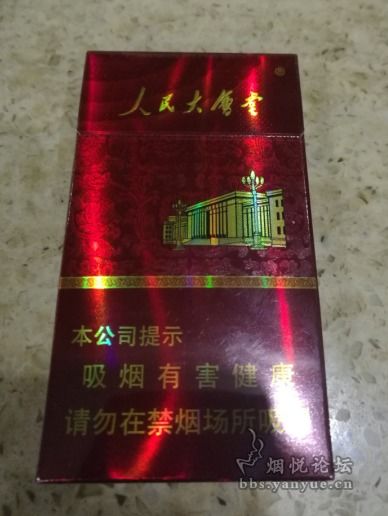 人民大會堂
本公司提示
吸烟有害健康
请勿在禁烟场所吸烟
烟悦论坛
bbs.yanyue.cn